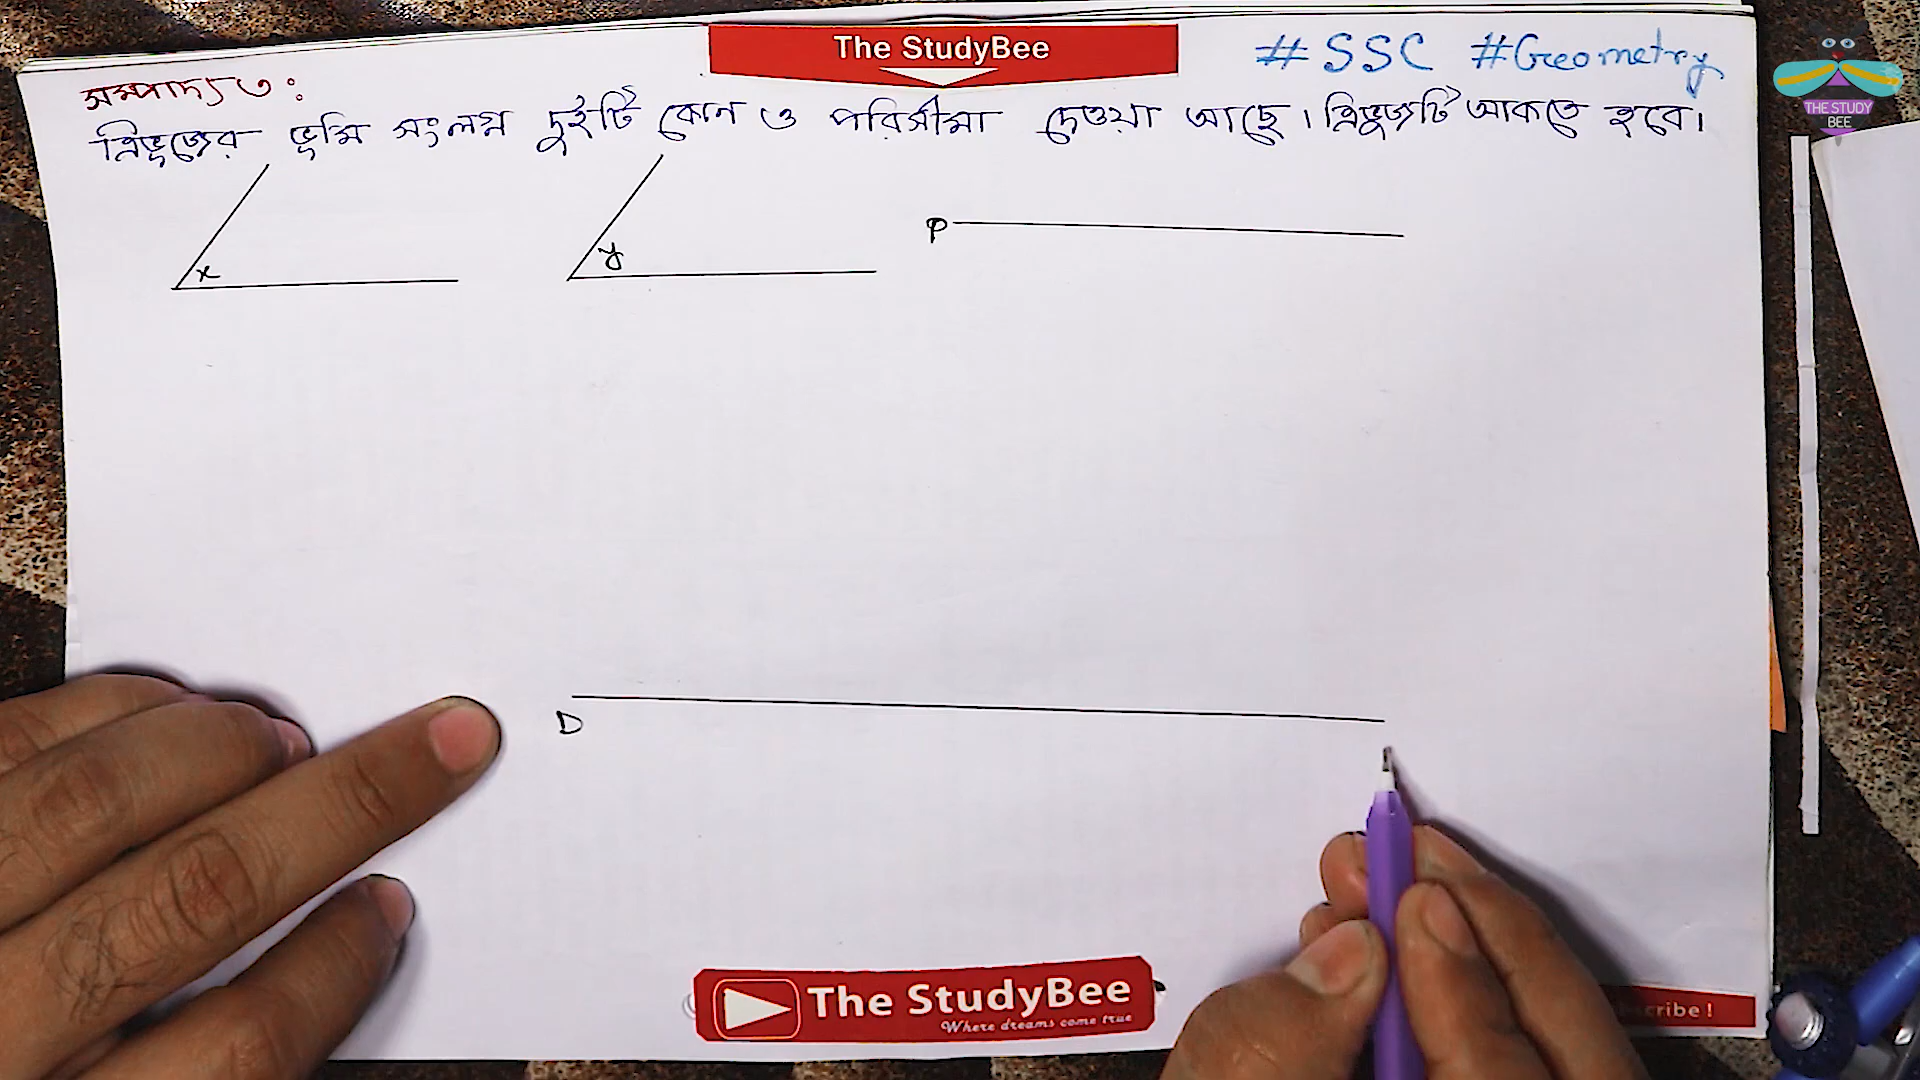 The StudyBee
#SSC #Geometry
THE STUDY
BEE
সম্পাদ্য ৩ :
ত্রিভুজের ভূমি সংলগ্ন দুইটি কোন ও পরিসীমা দেওয়া আছে। ত্রিভুজটি আকতে হবে।
x
y
P
D
The StudyBee
Where dreams come true
cribe!